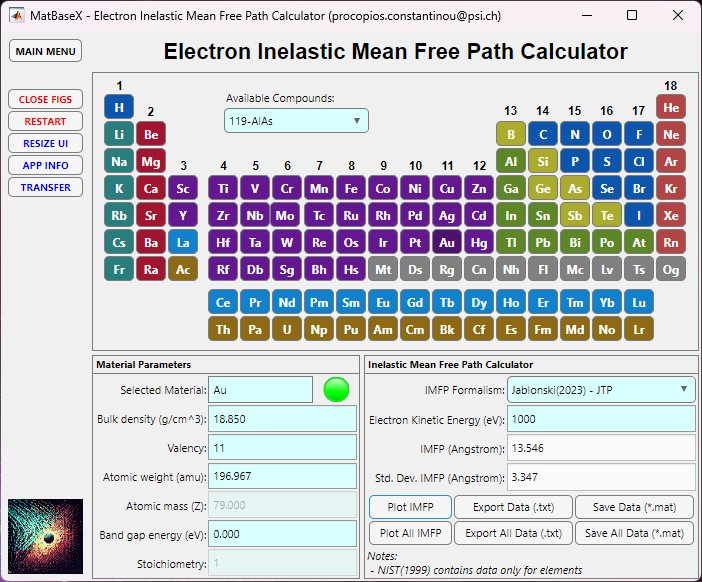 MatBaseX - Electron Inelastic Mean Free Path Calculator (procopios.constantinou@psi.ch)
MAIN MENU
Electron Inelastic Mean Free Path Calculator
CLOSE FIGS
RESTART
RESIZE UI
APP INFO
TRANSFER
1 18
H Available Compounds: He
2 119-AlAs 13 14 15 16 17
Li Be B C N O F Ne
Na Mg 3 4 5 6 7 8 9 10 11 12 Al Si P S Cl Ar
K Ca Sc Ti V Cr Mn Fe Co Ni Cu Zn Ga Ge As Se Br Kr
Rb Sr Y Zr Nb Mo Tc Ru Rh Pd Ag Cd In Sn Sb Te I Xe
Cs Ba La Hf Ta W Re Os Ir Pt Au Hg Tl Pb Bi Po At Rn
Fr Ra Ac Rf Db Sg Bh Hs Mt Ds Rg Cn Nh Fl Mc Lv Ts Og
Ce Pr Nd Pm Sm Eu Gd Tb Dy Ho Er Tm Yb Lu
Th Pa U Np Pu Am Cm Bk Cf Es Fm Md No Lr
Material Parameters
Selected Material: Au
Bulk density (g/cm^3): 18.850
Valency: 11
Atomic weight (amu): 196.967
Atomic mass (Z): 79.000
Band gap energy (eV): 0.000
Stoichiometry: 1
Inelastic Mean Free Path Calculator
IMFP Formalism: Jablonski(2023) - JTP
Electron Kinetic Energy (eV): 1000
IMFP (Angstrom): 13.546
Std. Dev. IMFP (Angstrom): 3.347
Plot IMFP Export Data (.txt) Save Data (*.mat)
Plot All IMFP Export All Data (.txt) Save All Data (*.mat)
Notes:
- NIST(1999) contains data only for elements